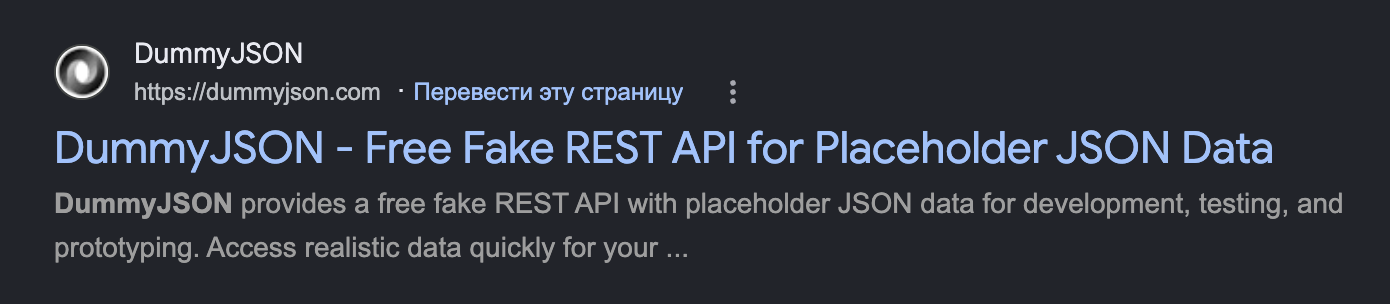 DummyJSON
https://dummyjson.com · Перевести эту страницу
DummyJSON - Free Fake REST API for Placeholder JSON Data
DummyJSON provides a free fake REST API with placeholder JSON data for development, testing, and
prototyping. Access realistic data quickly for your ...